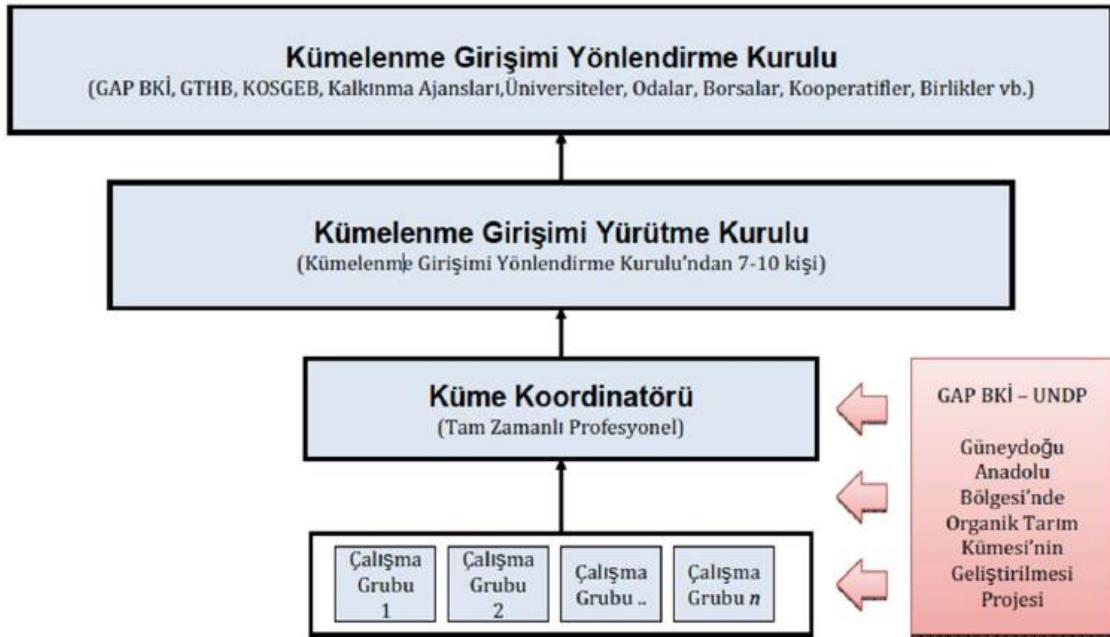 Kümelenme Girişimi Yönlendirme Kurulu
(GAP BKİ, GTHB, KOSGEB, Kalkınma Ajansları,Üniversiteler, Odalar, Borsalar, Kooperatifler, Birlikler vb.)
Kümelenme Girişimi Yürütme Kurulu
(Kümelenme Girişimi Yönlendirme Kurulu'ndan 7-10 kişi)
Küme Koordinatörü
(Tam Zamanlı Profesyonel)
Çalışma
Grubu
1
Çalışma
Grubu
2
Çalışma
Grubu ..
Çalışma
Grubu n
GAP BKİ – UNDP
Güneydoğu
Anadolu
Bölgesi'nde
Organik Tarım
Kümesi'nin
Geliştirilmesi
Projesi